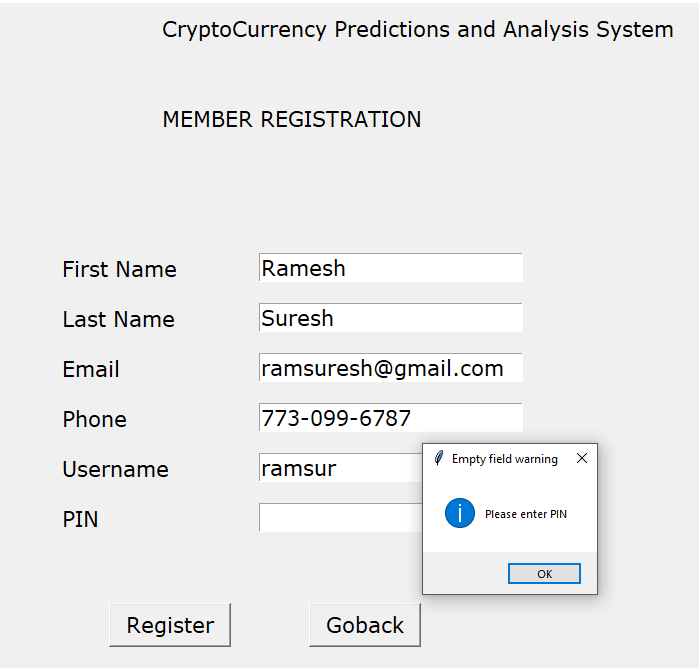 CryptoCurrency Predictions and Analysis System
MEMBER REGISTRATION
First Name Ramesh
Last Name Suresh
Email ramsuresh@gmail.com
Phone 773-099-6787
Username ramsur
PIN
Empty field warning
Please enter PIN
OK
Register Goback